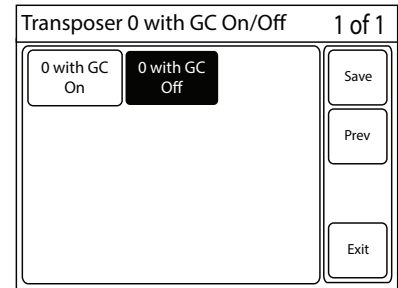 Transposer 0 with GC On/Off 1 of 1
0 with GC
On
0 with GC
Off
Save
Prev
Exit